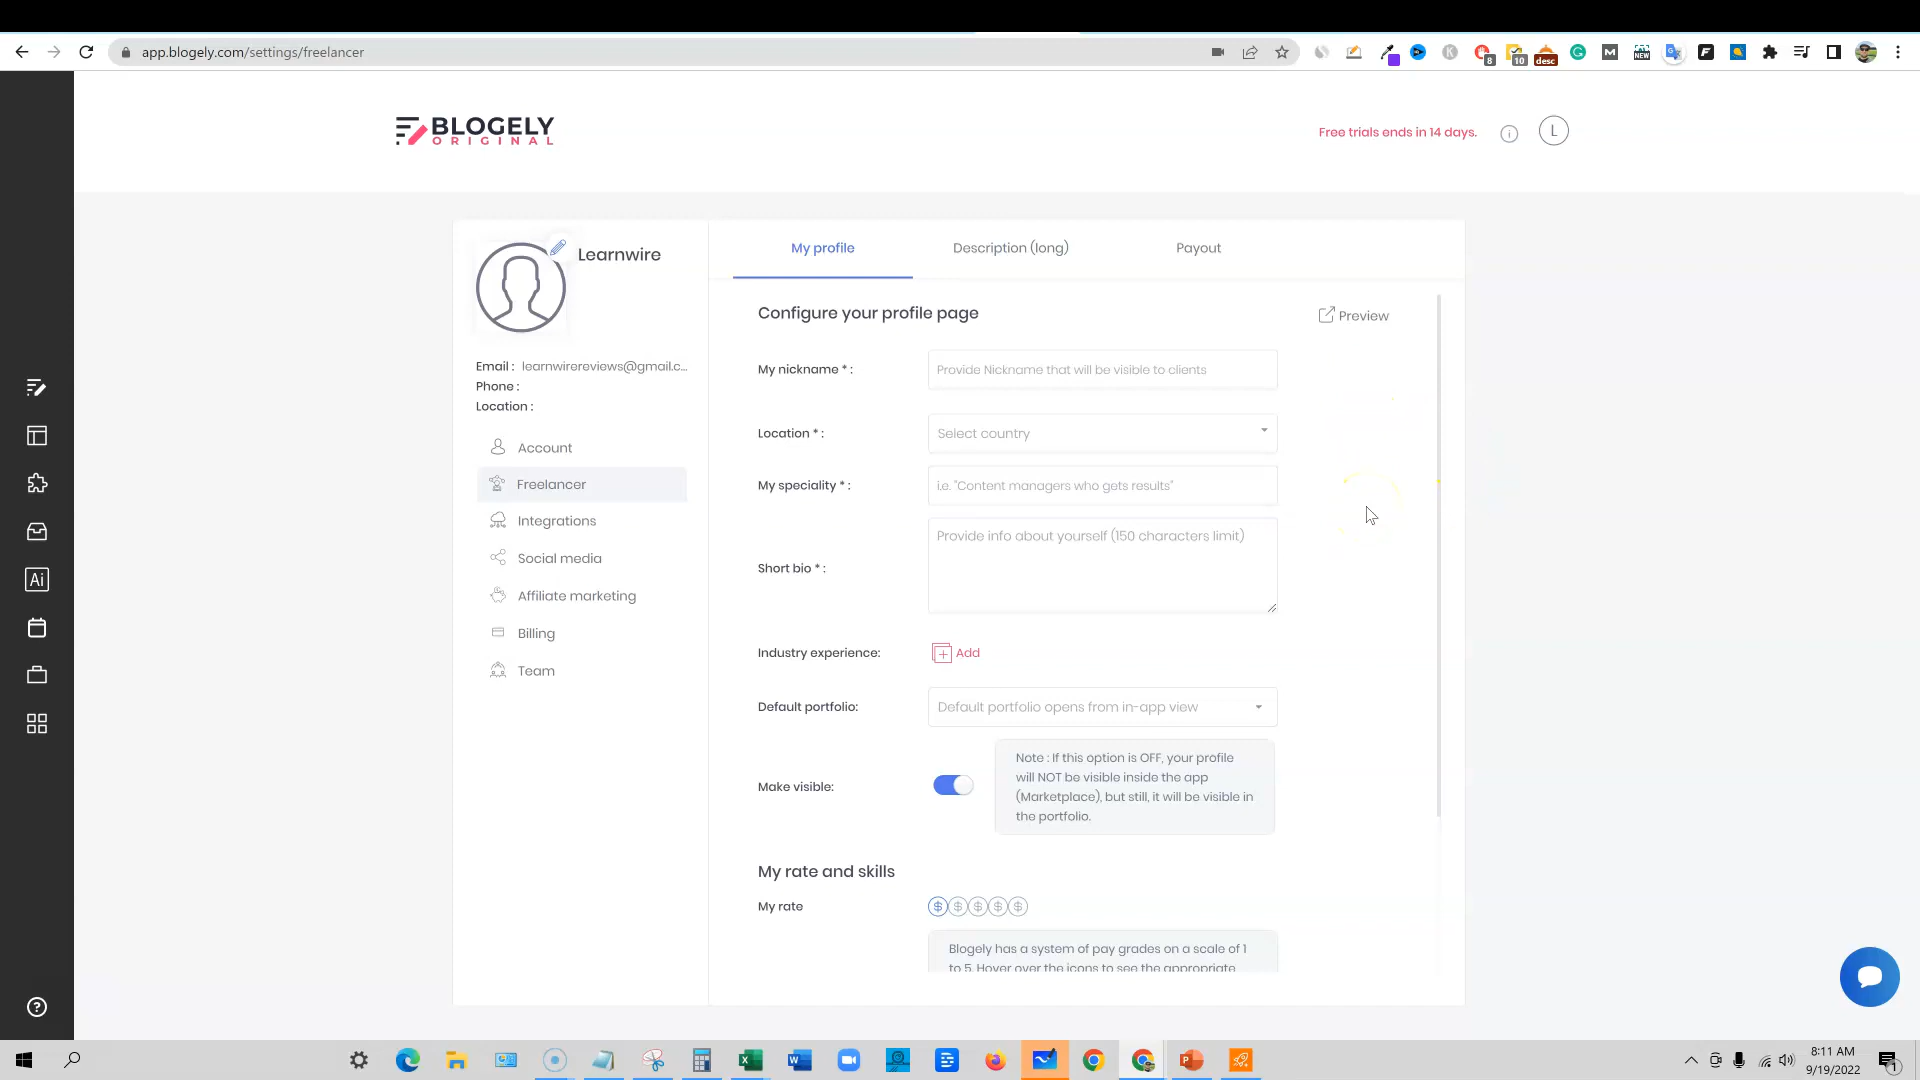 app.blogely.com/settings/freelancer
8
10
desc
NEW
BLOGELY
ORIGINAL
Free trials ends in 14 days.
L
Learnwire
My profile
Description (long)
Payout
Configure your profile page
Preview
Email : learnwirereviews@gmail.c...
Phone :
Location :
Account
Freelancer
Integrations
Social media
Affiliate marketing
Billing
Team
Ai
My nickname * :
Provide Nickname that will be visible to clients
Location * :
Select country
My speciality * :
i.e. "Content managers who gets results"
Short bio * :
Provide info about yourself (150 characters limit)
Industry experience:
Add
Default portfolio:
Default portfolio opens from in-app view
Make visible:
Note : If this option is OFF, your profile
will NOT be visible inside the app
(Marketplace), but still, it will be visible in
the portfolio.
My rate and skills
My rate
$ $ $ $ $
Blogely has a system of pay grades on a scale of 1
to 5. Hover over the icons to see the appropriate
8:11 AM
9/19/2022
1